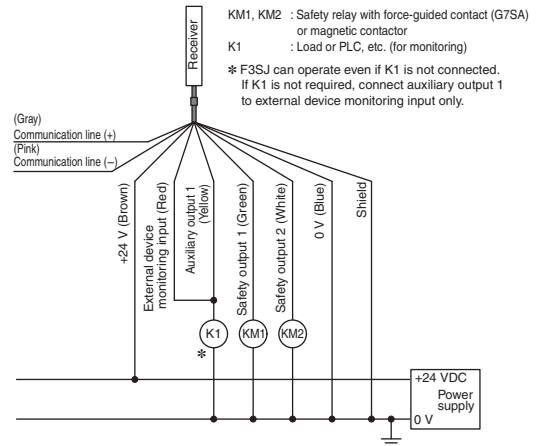 KM1, KM2 : Safety relay with force-guided contact (G7SA)
or magnetic contactor
K1 : Load or PLC, etc. (for monitoring)
* F3SJ can operate even if K1 is not connected.
If K1 is not required, connect auxiliary output 1
to external device monitoring input only.
Receiver
(Gray)
Communication line (+)
(Pink)
Communication line (−)
+24 V (Brown)
External device
monitoring input (Red)
Auxiliary output 1
(Yellow)
Safety output 1 (Green)
Safety output 2 (White)
0 V (Blue)
Shield
K1
KM1
KM2
*
+24 VDC
Power
supply
0 V